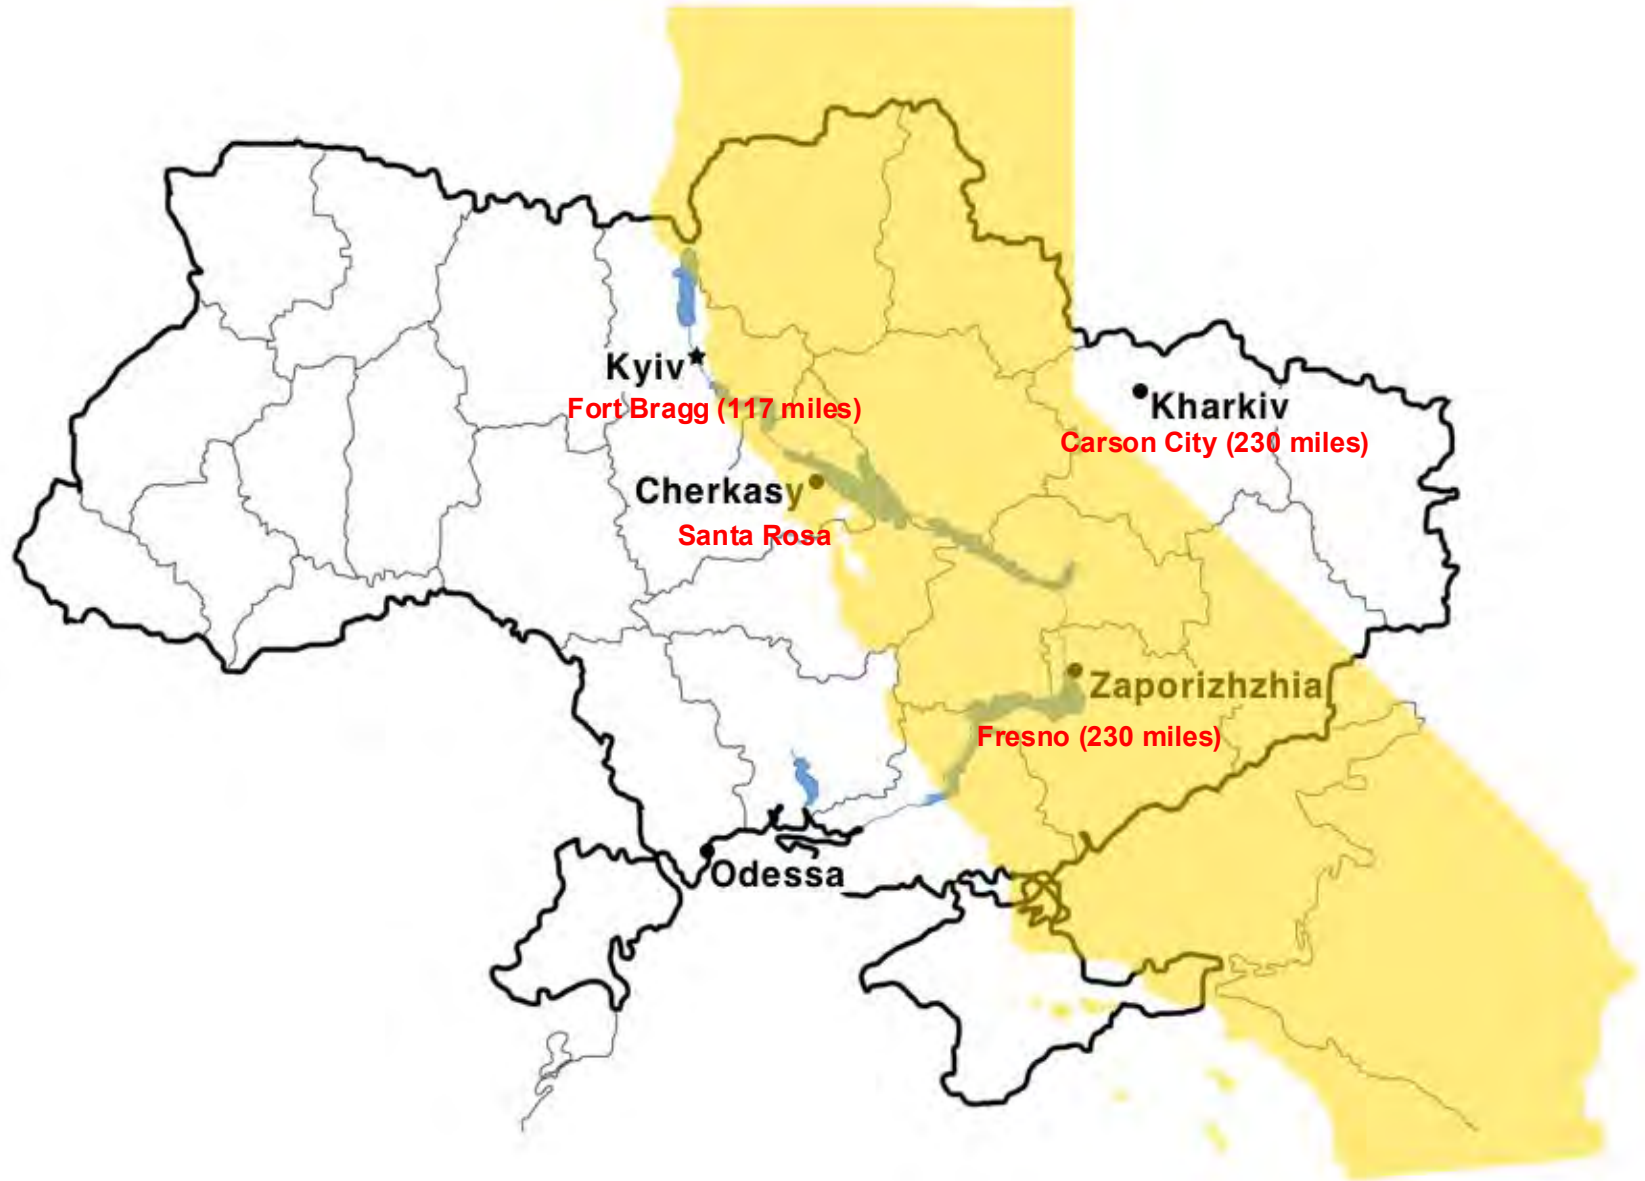 Kyiv
Fort Bragg (117 miles)
Kharkiv
Carson City (230 miles)
Cherkasy
Santa Rosa
Zaporizhzhia
Fresno (230 miles)
Odessa